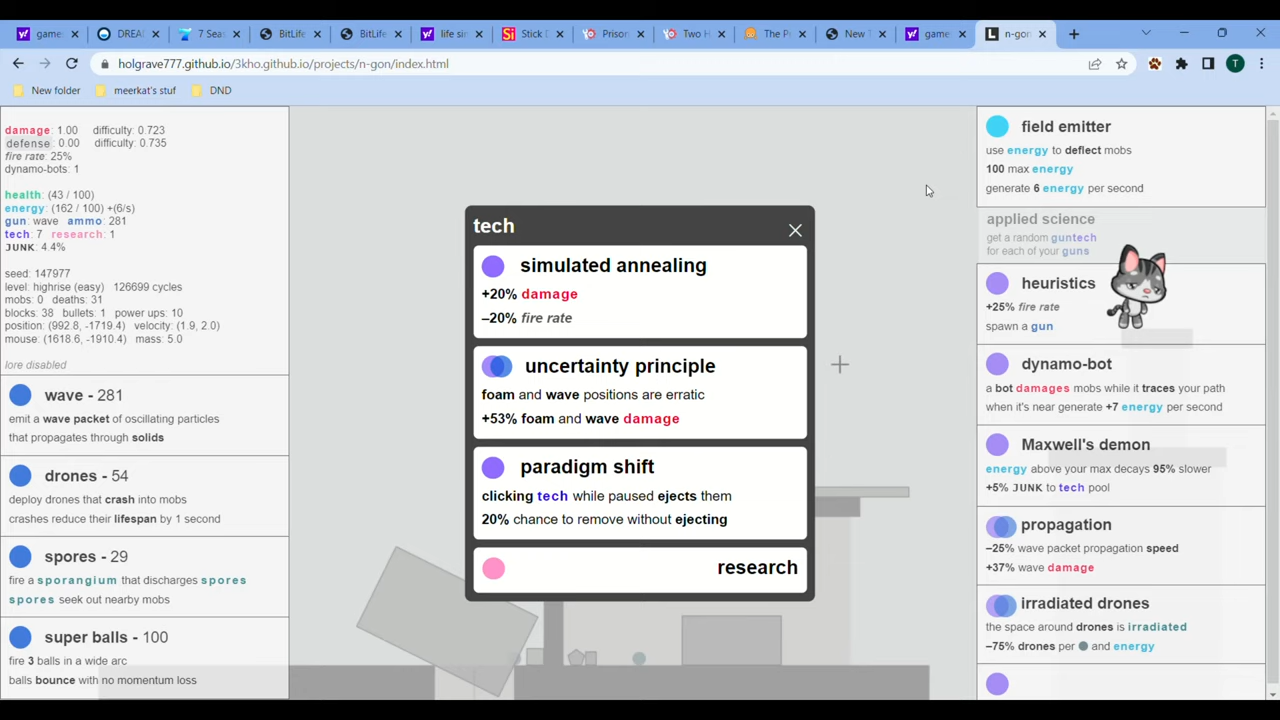 game:
DREAD
7 Sea:
BitLife
BitLife
life sin
Stick D
Prison
Two H
The Po
New T
game:
n-gon
holgrave777.github.io/3kho.github.io/projects/n-gon/index.html
T
New folder
meerkat's stuf
DND
damage: 1.00 difficulty: 0.723
defense: 0.00 difficulty: 0.735
fire rate: 25%
dynamo-bots: 1
health: (43 / 100)
energy: (162 / 100) +(6/s)
gun: wave ammo: 281
tech: 7 research: 1
JUNK: 4.4%
seed: 147977
level: highrise (easy) 126699 cycles
mobs: 0 deaths: 31
blocks: 38 bullets: 1 power ups: 10
position: (992.8, -1719.4) velocity: (1.9, 2.0)
mouse: (1618.6, -1910.4) mass: 5.0
lore disabled
wave - 281
emit a wave packet of oscillating particles
that propagates through solids
drones - 54
deploy drones that crash into mobs
crashes reduce their lifespan by 1 second
spores - 29
fire a sporangium that discharges spores
spores seek out nearby mobs
super balls - 100
fire 3 balls in a wide arc
balls bounce with no momentum loss
tech
simulated annealing
+20% damage
–20% fire rate
uncertainty principle
foam and wave positions are erratic
+53% foam and wave damage
paradigm shift
clicking tech while paused ejects them
20% chance to remove without ejecting
research
field emitter
use energy to deflect mobs
100 max energy
generate 6 energy per second
applied science
get a random guntech
for each of your guns
heuristics
+25% fire rate
spawn a gun
dynamo-bot
a bot damages mobs while it traces your path
when it's near generate +7 energy per second
Maxwell's demon
energy above your max decays 95% slower
+5% JUNK to tech pool
propagation
–25% wave packet propagation speed
+37% wave damage
irradiated drones
the space around drones is irradiated
–75% drones per and energy